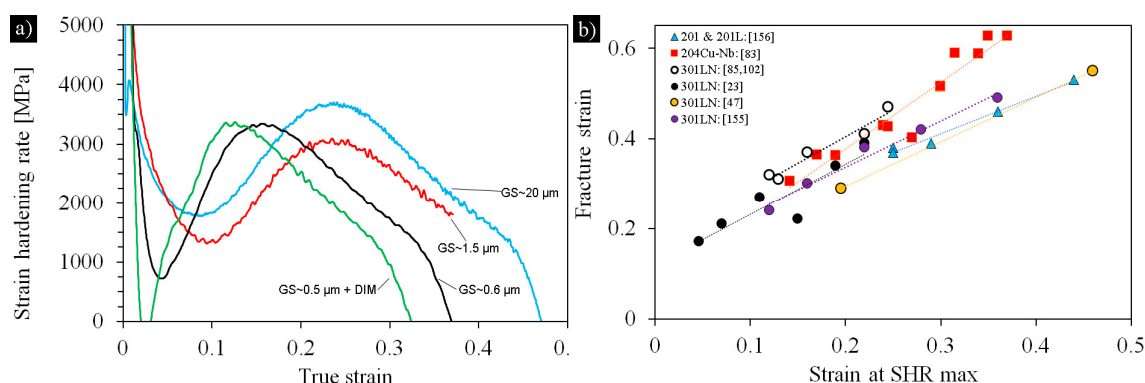 a)
Strain hardening rate [MPa]
5000
4000
3000
2000
1000
0
0
0.1
0.2
0.3
0.4
0.
True strain
GS~20 µm
GS~1.5 µm
GS~0.6 µm
GS~0.5 µm + DIM
b)
Fracture strain
0.6
0.4
0.2
0
0
0.1
0.2
0.3
0.4
0.5
Strain at SHR max
201 & 201L: [156]
204Cu-Nb: [83]
301LN: [85,102]
301LN: [23]
301LN: [47]
301LN: [155]